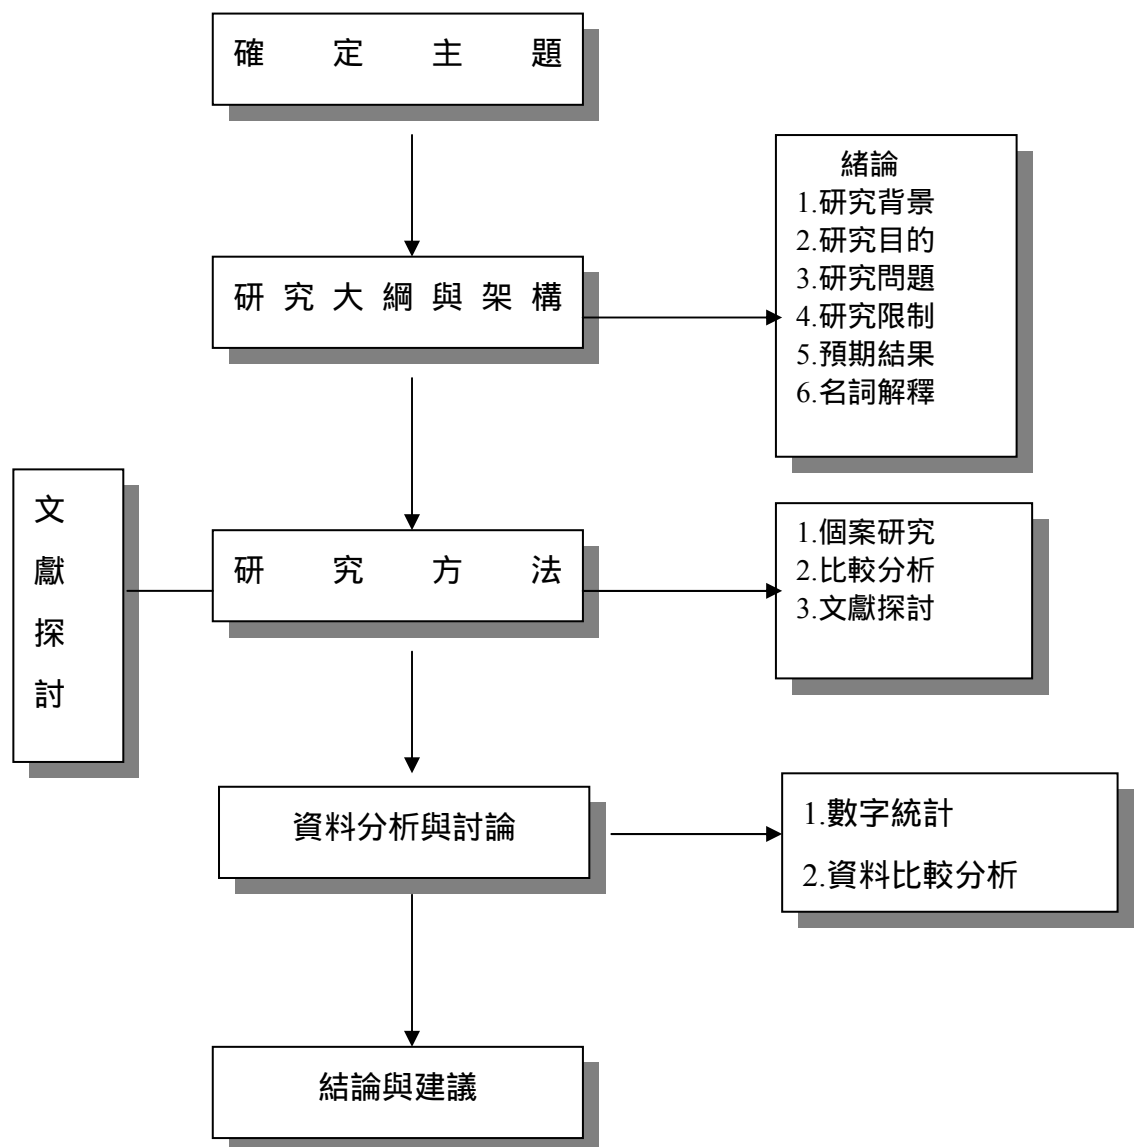 確定主題
緒論
1.研究背景
2.研究目的
3.研究問題
4.研究限制
5.預期結果
6.名詞解釋
研究大綱與架構
文
獻
探
討
研究方法
1.個案研究
2.比較分析
3.文獻探討
資料分析與討論
1.數字統計
2.資料比較分析
結論與建議